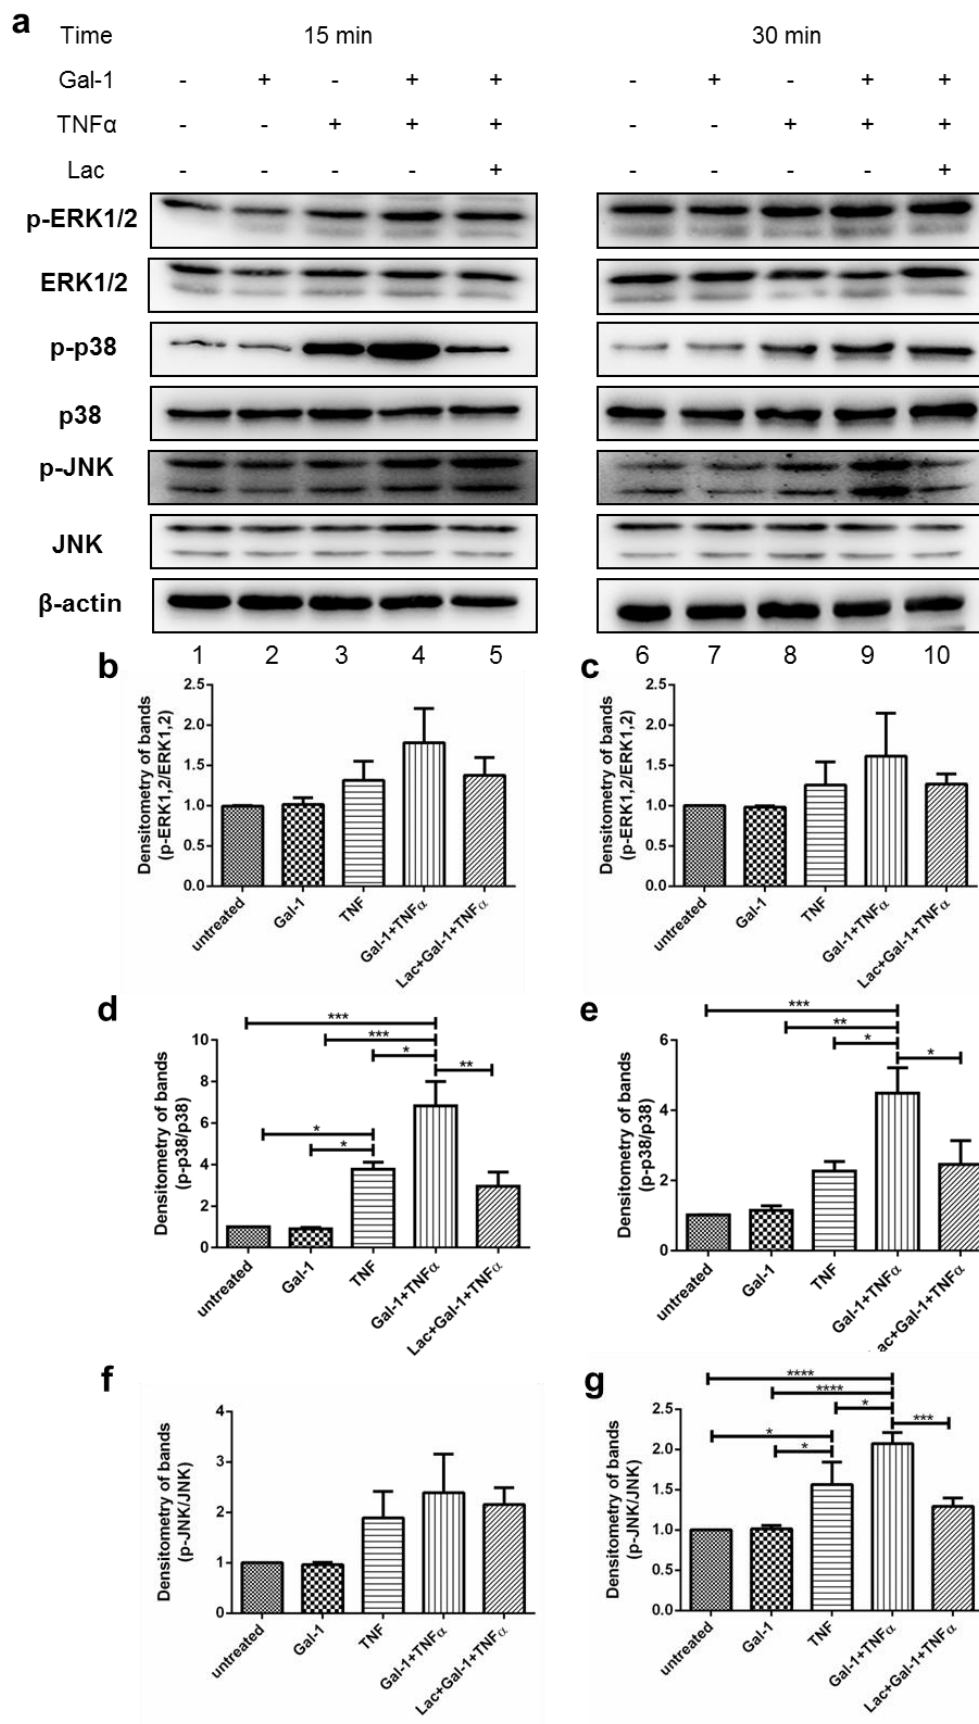 a
Time 15 min 30 min
Gal-1 - + - + + - + - + +
TNFα - - + + + - - + + +
Lac - - - - + - - - - +
p-ERK1/2
ERK1/2
p-p38
p38
p-JNK
JNK
β-actin
1 2 3 4 5 6 7 8 9 10
b
Densitometry of bands
(p-ERK1,2/ERK1,2)
2.5
2.0
1.5
1.0
0.5
0.0
untreated
Gal-1
TNF
Gal-1+TNFα
Lac+Gal-1+TNFα
c
Densitometry of bands
(p-ERK1,2/ERK1,2)
2.5
2.0
1.5
1.0
0.5
0.0
untreated
Gal-1
TNF
Gal-1+TNFα
Lac+Gal-1+TNFα
d
Densitometry of bands
(p-p38/p38)
10
8
6
4
2
0
***
***
*
**
*
*
untreated
Gal-1
TNF
Gal-1+TNFα
Lac+Gal-1+TNFα
e
Densitometry of bands
(p-p38/p38)
6
4
2
0
***
**
*
*
untreated
Gal-1
TNF
Gal-1+TNFα
ac+Gal-1+TNFα
f
Densitometry of bands
(p-JNK/JNK)
4
3
2
1
0
untreated
Gal-1
TNF
Gal-1+TNFα
Lac+Gal-1+TNFα
g
Densitometry of bands
(p-JNK/JNK)
2.5
2.0
1.5
1.0
0.5
0.0
****
****
*
***
*
*
untreated
Gal-1
TNF
Gal-1+TNFα
Lac+Gal-1+TNFα